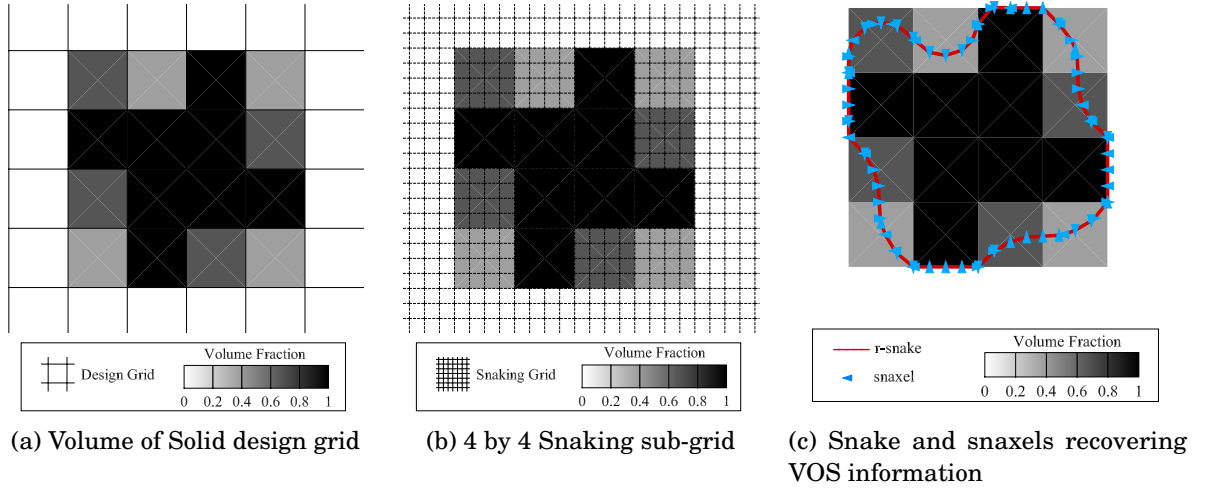 Design Grid
Volume Fraction
0 0.2 0.4 0.6 0.8 1
(a) Volume of Solid design grid
Snaking Grid
Volume Fraction
0 0.2 0.4 0.6 0.8 1
(b) 4 by 4 Snaking sub-grid
r-snake
snaxel
Volume Fraction
0 0.2 0.4 0.6 0.8 1
(c) Snake and snaxels recovering
VOS information